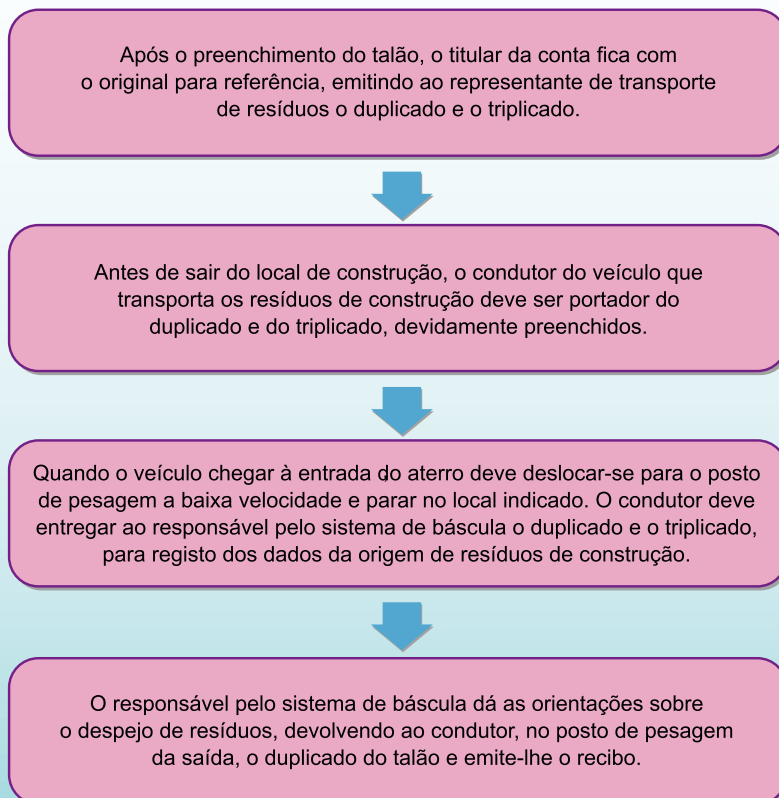 Após o preenchimento do talão, o titular da conta fica com
o original para referência, emitindo ao representante de transporte
de resíduos o duplicado e o triplicado.
Antes de sair do local de construção, o condutor do veículo que
transporta os resíduos de construção deve ser portador do
duplicado e do triplicado, devidamente preenchidos.
Quando o veículo chegar à entrada do aterro deve deslocar-se para o posto
de pesagem a baixa velocidade e parar no local indicado. O condutor deve
entregar ao responsável pelo sistema de báscula o duplicado e o triplicado,
para registo dos dados da origem de resíduos de construção.
O responsável pelo sistema de báscula dá as orientações sobre
o despejo de resíduos, devolvendo ao condutor, no posto de pesagem
da saída, o duplicado do talão e emite-lhe o recibo.